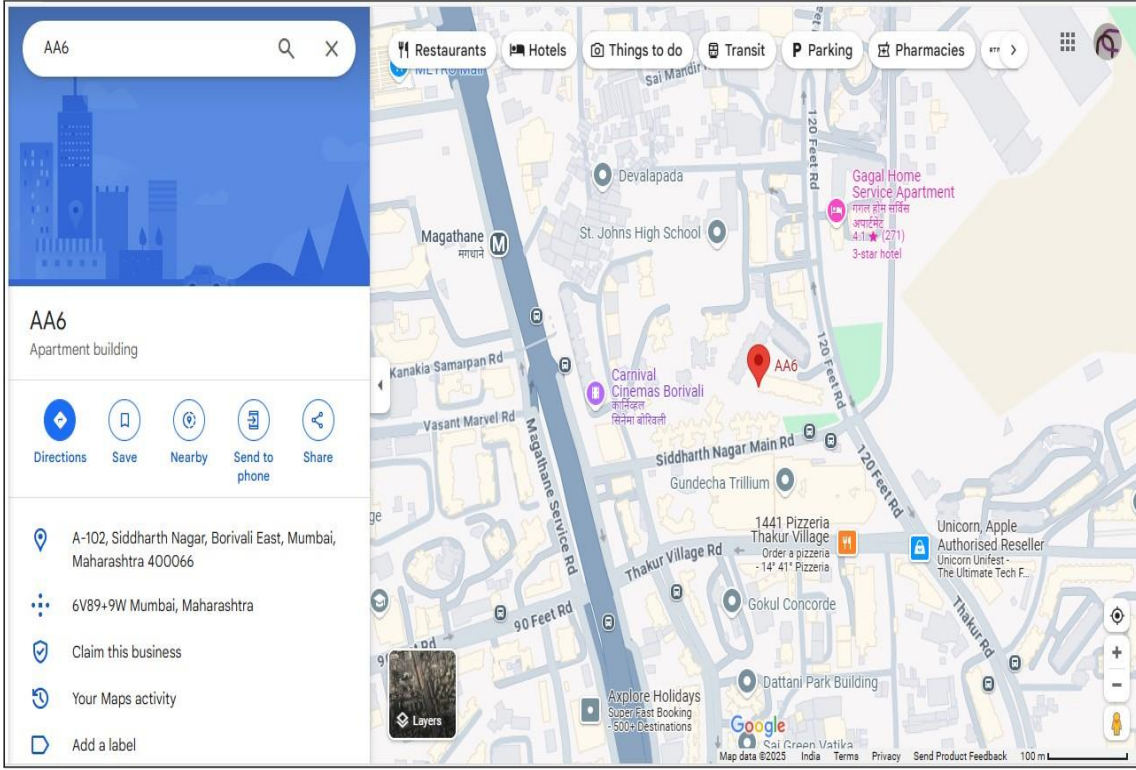 AA6
Restaurants
Hotels
Things to do
Transit
Parking
Pharmacies
AA6
Apartment building
Directions
Save
Nearby
Send to
phone
Share
A-102, Siddharth Nagar, Borivali East, Mumbai,
Maharashtra 400066
6V89+9W Mumbai, Maharashtra
Claim this business
Your Maps activity
Add a label
METRO Mall
Sai Mandir
120 Feet Rd
Devalapada
Gagal Home
Service Apartment
गगल होम सर्विस
अपार्टमेंट
4.1 ★ (271)
3-star hotel
St. Johns High School
Magathane
मगथाने
M
120 Feet Rd
AA6
Kanakia Samarpan Rd
Carnival
Cinemas Borivali
कार्निव्हल
सिनेमा बोरिवली
Vasant Marvel Rd
Magathane Service Rd
Siddharth Nagar Main Rd
120 Feet Rd
Gundecha Trillium
1441 Pizzeria
Thakur Village
Order a pizzeria
- 14" 41" Pizzeria
Unicorn, Apple
Authorised Reseller
Unicorn Unifest -
The Ultimate Tech F...
Thakur Village Rd
90 Feet Rd
Gokul Concorde
Thakur Rd
Dattani Park Building
Axplore Holidays
Super Fast Booking
- 500+ Destinations
Layers
Google
Sai Green Vatika
Map data ©2025 India Terms Privacy Send Product Feedback 100 m